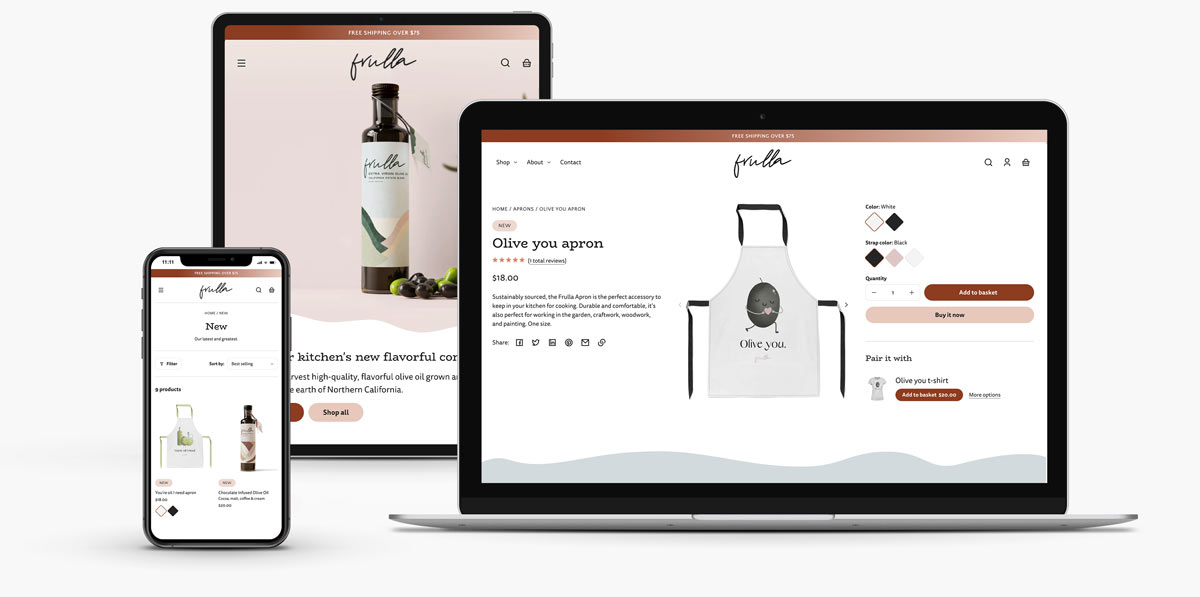 FREE SHIPPING OVER $75
frulla
frulla
EXTRA VIRGIN OLIVE
r kitchen's new flavorful cor
rvest high-quality, flavorful olive oil grown a
e earth of Northern California.
Shop all
11:11
FREE SHIPPING OVER $75
frulla
HOME / NEW
New
Our latest and greatest
Filter
Sort by: Best selling
9 products
NEW
You're oil I need apron
$18.00
NEW
Chocolate Infused Olive Oil
Cocoa, malt, coffee & cream
$20.00
FREE SHIPPING OVER $75
Shop About Contact
frulla
HOME / APRONS / OLIVE YOU APRON
NEW
Olive you apron
(1 total reviews)
$18.00
Sustainably sourced, the Frulla Apron is the perfect accessory to
keep in your kitchen for cooking. Durable and comfortable, it's
also perfect for working in the garden, craftwork, woodwork,
and painting. One size.
Share:
Olive you.
frulla
Color: White
Strap color: Black
Quantity
− 1 +
Add to basket
Buy it now
Pair it with
Olive you t-shirt
Add to basket $20.00
More options